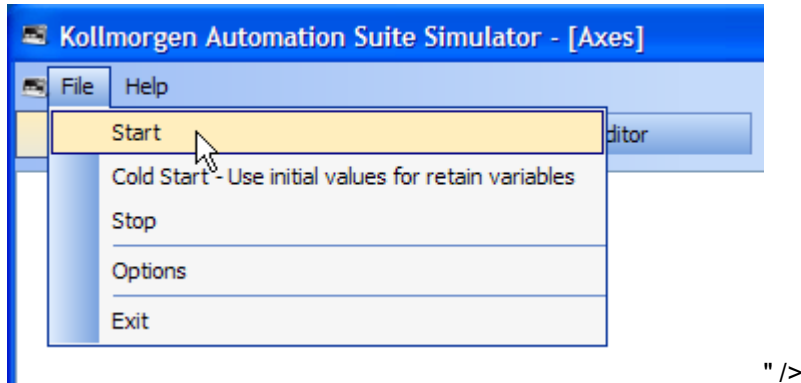 Kollmorgen Automation Suite Simulator - [Axes]
File Help
Start
ditor
Cold Start - Use initial values for retain variables
Stop
Options
Exit
" />